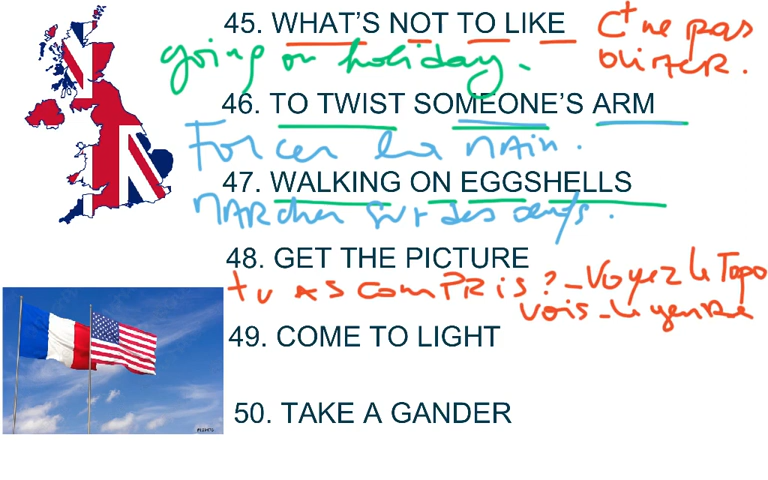 45. WHAT'S NOT TO LIKE
Ct ne pas
going on holiday.
46. TO TWIST SOMEONE'S ARM
Forcer la main.
47. WALKING ON EGGSHELLS
MARcher sur des œufs.
48. GET THE PICTURE
tu AS comPRis? - Voyez le Topo
Vois - le genre
49. COME TO LIGHT
50. TAKE A GANDER